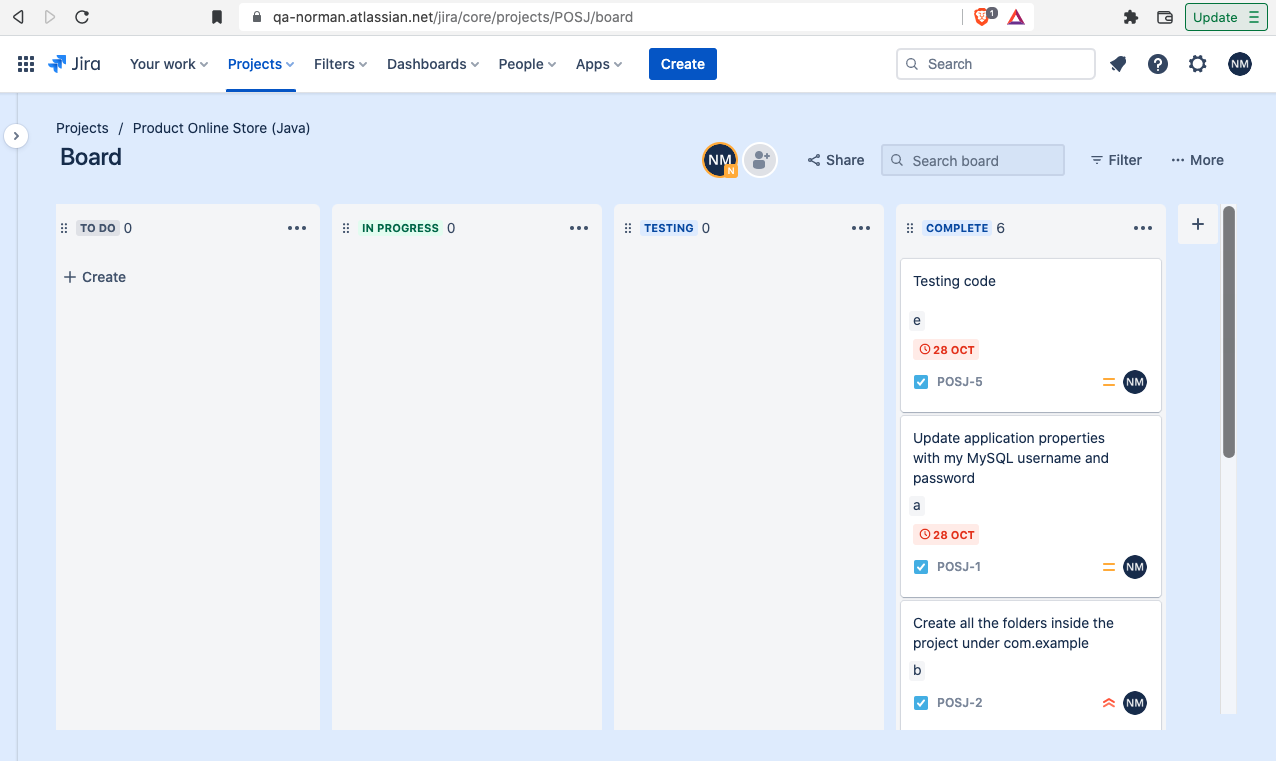 qa-norman.atlassian.net/jira/core/projects/POSJ/board
1
Update
Jira
Your work
Projects
Filters
Dashboards
People
Apps
Create
Search
NM
Projects / Product Online Store (Java)
Board
NM
N
Share
Search board
Filter
More
TO DO 0
IN PROGRESS 0
TESTING 0
COMPLETE 6
+ Create
Testing code
e
28 OCT
POSJ-5
NM
Update application properties
with my MySQL username and
password
a
28 OCT
POSJ-1
NM
Create all the folders inside the
project under com.example
b
POSJ-2
NM